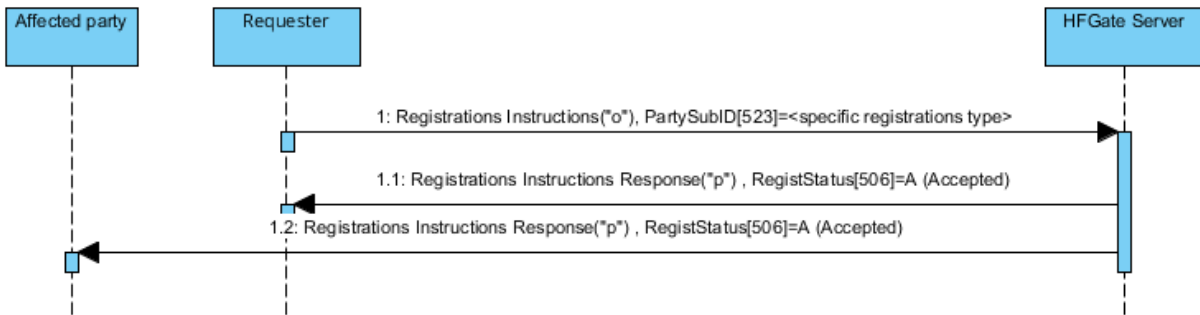 Affected party
Requester
HFGate Server
1: Registrations Instructions("o"), PartySubID[523]=<specific registrations type>
1.1: Registrations Instructions Response("p") , RegistStatus[506]=A (Accepted)
1.2: Registrations Instructions Response("p") , RegistStatus[506]=A (Accepted)